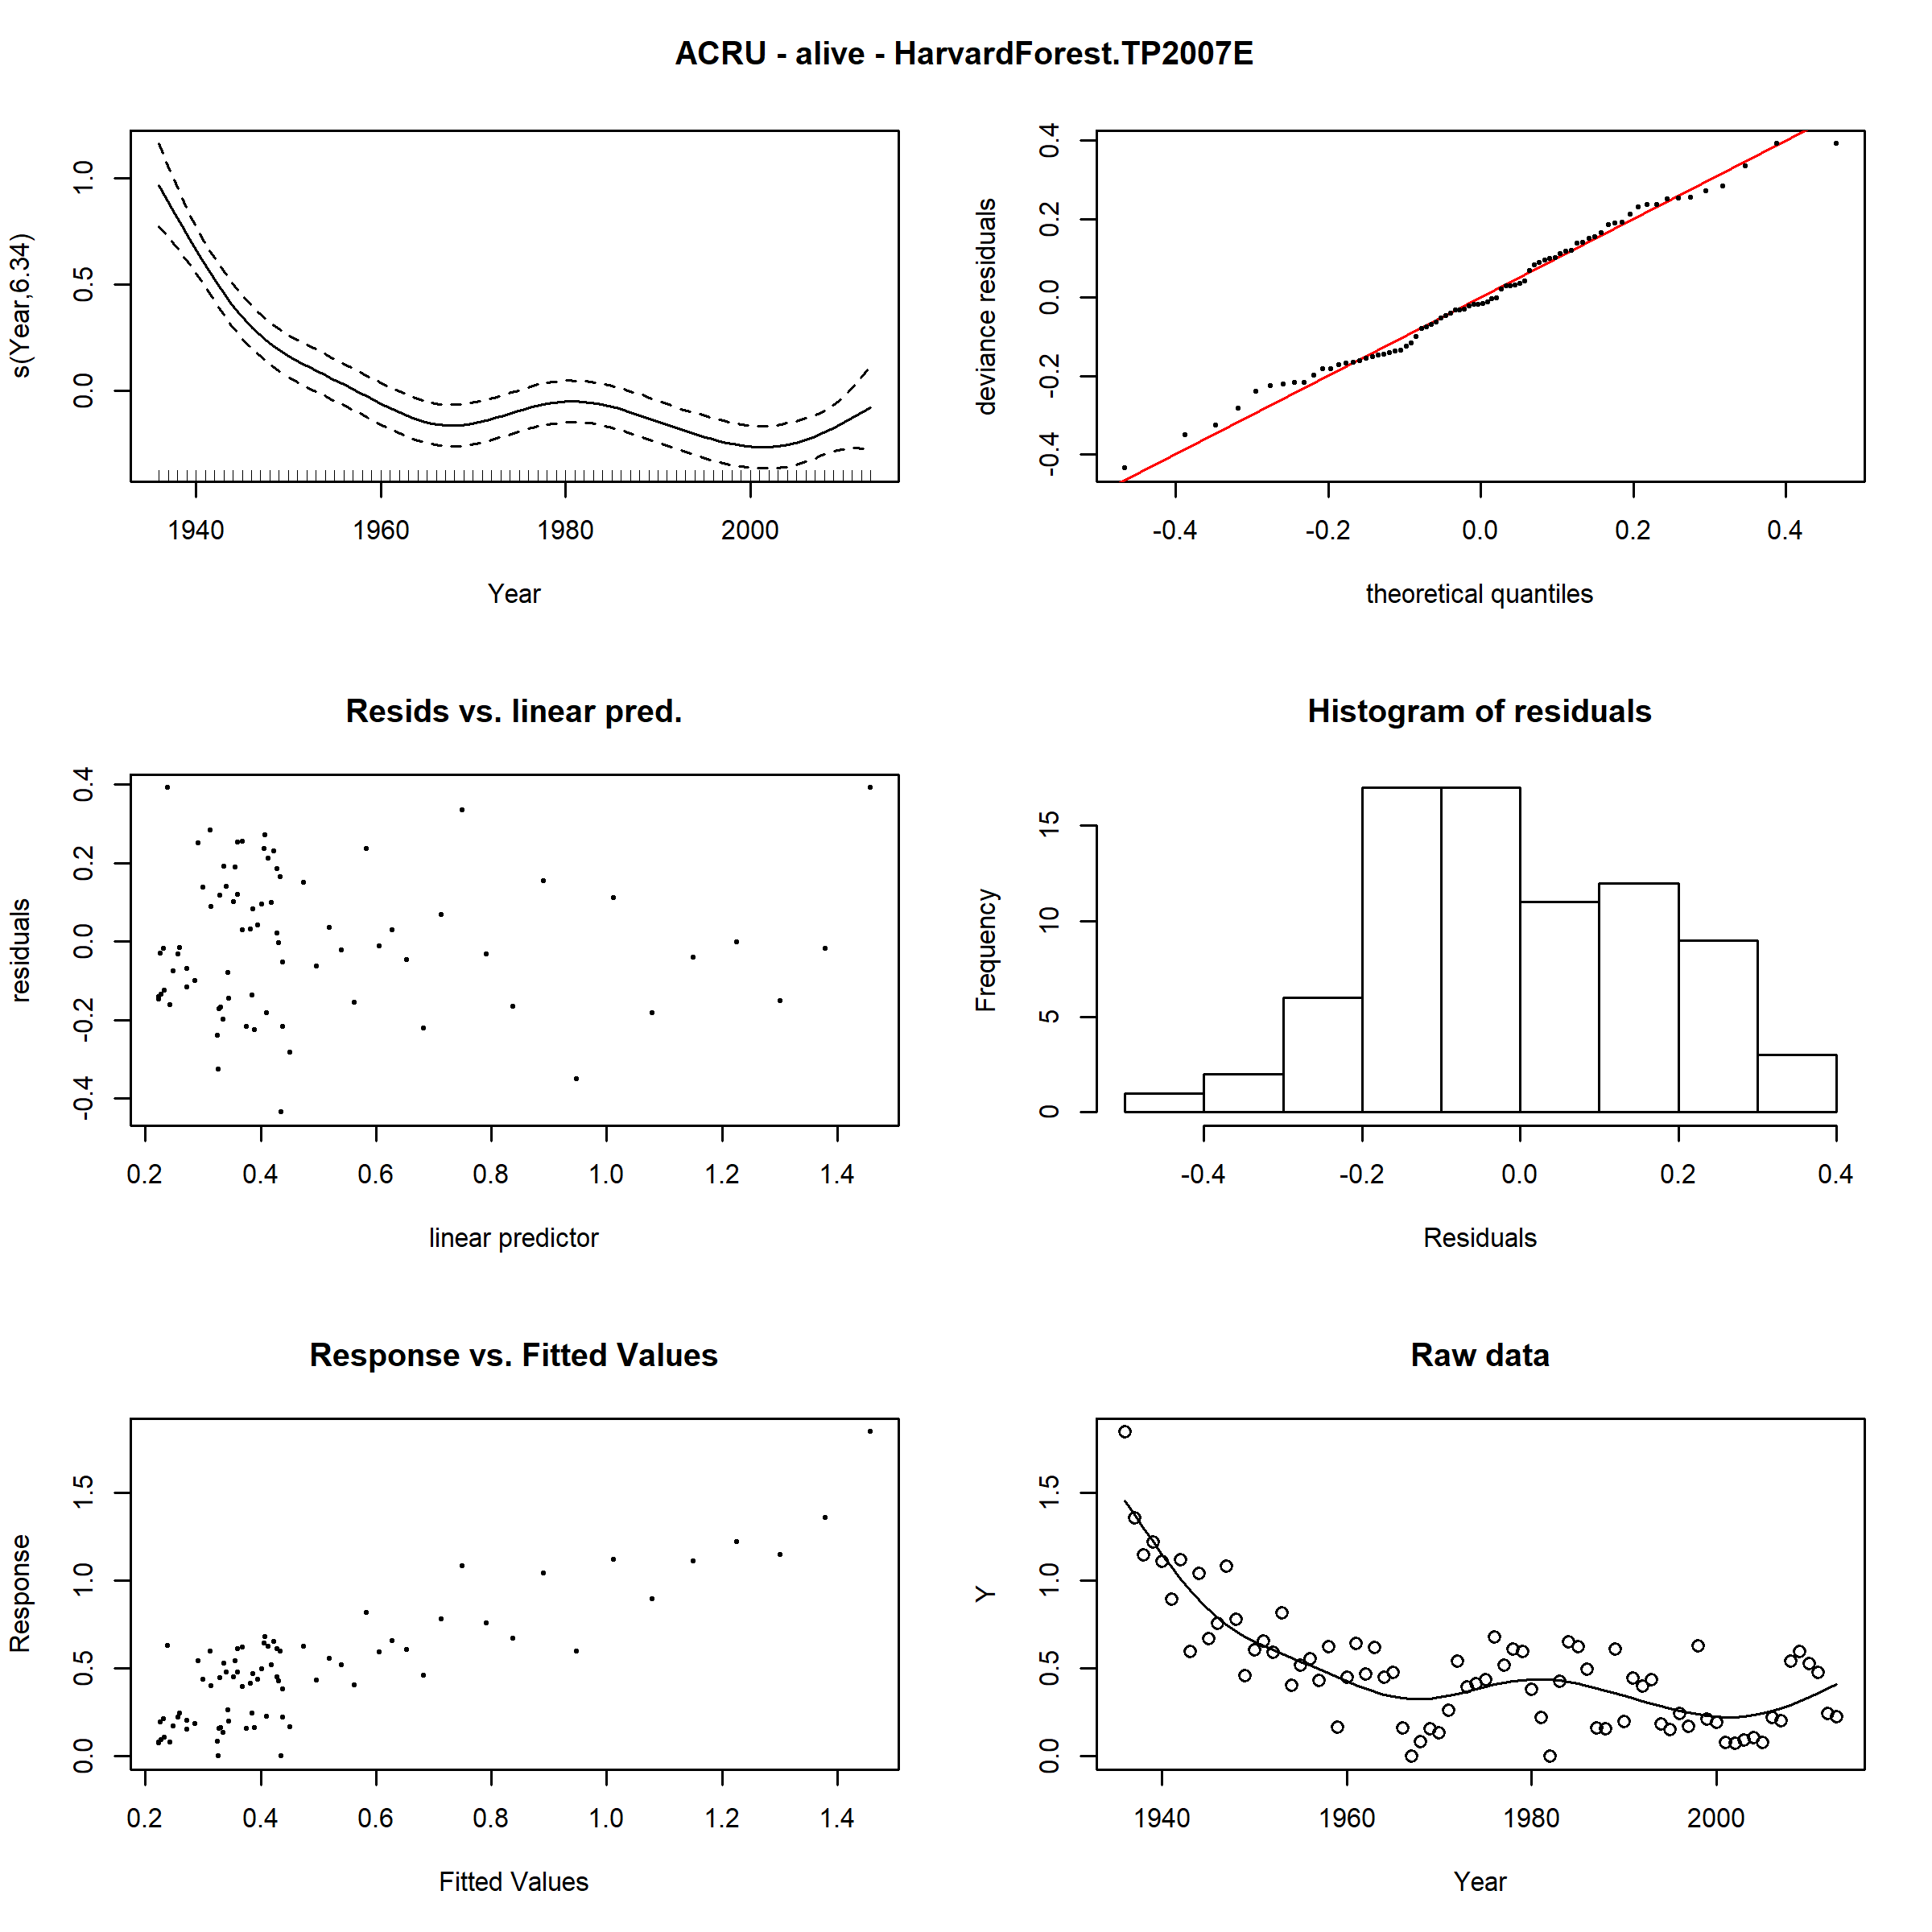 ACRU - alive - HarvardForest.TP2007E
s(Year,6.34)
0.0 0.5 1.0
1940 1960 1980 2000
Year
deviance residuals
-0.4 -0.2 0.0 0.2 0.4
-0.4 -0.2 0.0 0.2 0.4
theoretical quantiles
Resids vs. linear pred.
residuals
-0.4 -0.2 0.0 0.2 0.4
0.2 0.4 0.6 0.8 1.0 1.2 1.4
linear predictor
Histogram of residuals
Frequency
0 5 10 15
-0.4 -0.2 0.0 0.2 0.4
Residuals
Response vs. Fitted Values
Response
0.0 0.5 1.0 1.5
0.2 0.4 0.6 0.8 1.0 1.2 1.4
Fitted Values
Raw data
Y
0.0 0.5 1.0 1.5
1940 1960 1980 2000
Year